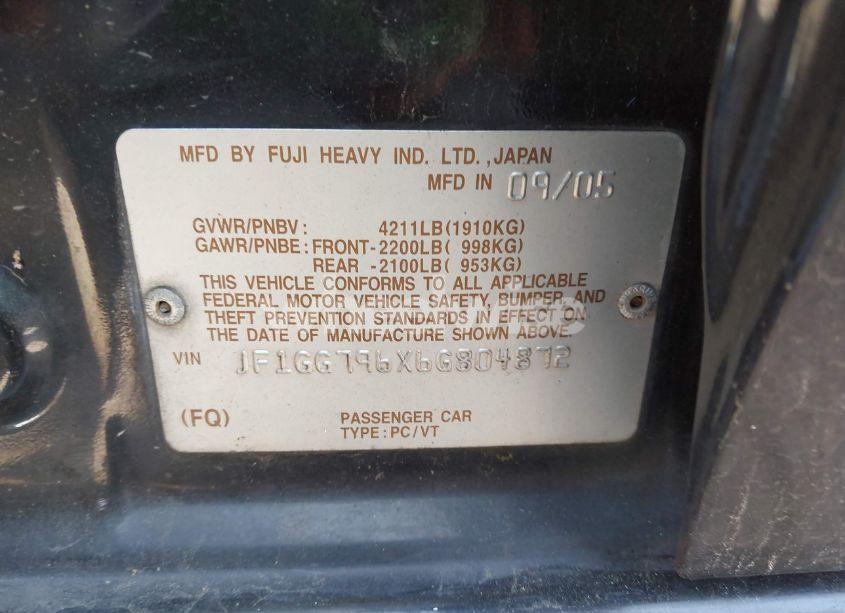 MFD BY FUJI HEAVY IND. LTD. ,JAPAN
MFD IN 09/05
GVWR/PNBV: 4211LB(1910KG)
GAWR/PNBE: FRONT-2200LB( 998KG)
REAR -2100LB( 953KG)
THIS VEHICLE CONFORMS TO ALL APPLICABLE
FEDERAL MOTOR VEHICLE SAFETY, BUMPER, AND
THEFT PREVENTION STANDARDS IN EFFECT ON
THE DATE OF MANUFACTURE SHOWN ABOVE.
VIN JF1GG796X6G804872
(FQ) PASSENGER CAR
TYPE: PC/VT